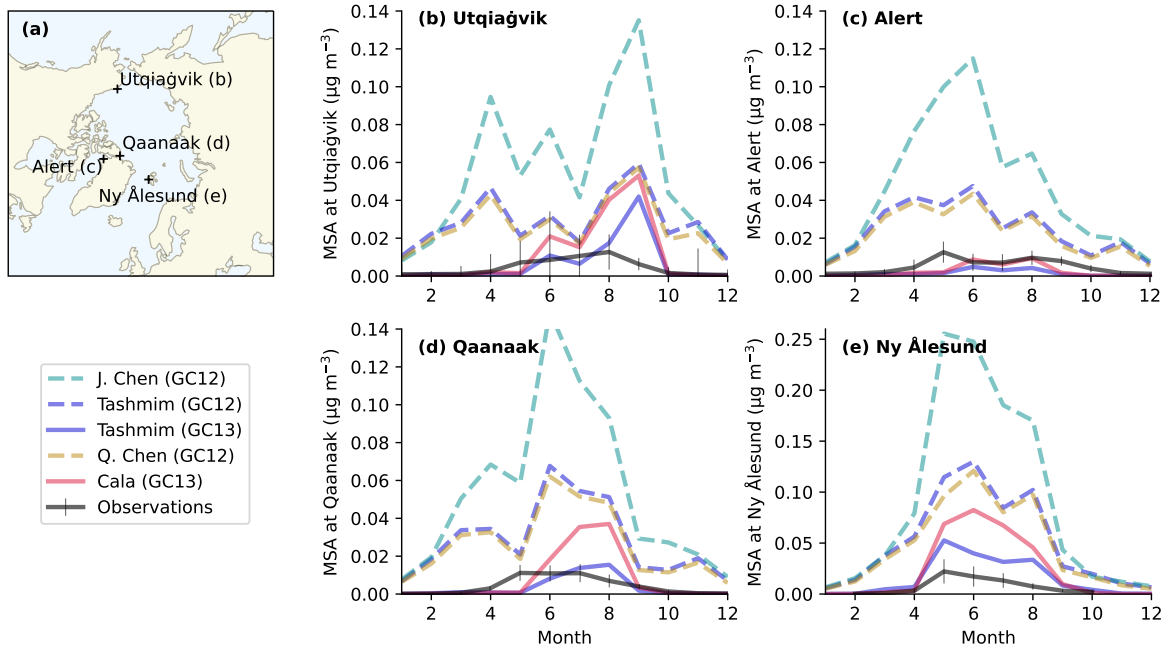 (a)
Utqiaġvik (b)
Qaanaak (d)
Alert (c)
Ny Ålesund (e)
(b) Utqiaġvik
MSA at Utqiaġvik (µg m⁻³)
0.14
0.12
0.10
0.08
0.06
0.04
0.02
0.00
2 4 6 8 10 12
(c) Alert
MSA at Alert (µg m⁻³)
0.14
0.12
0.10
0.08
0.06
0.04
0.02
0.00
2 4 6 8 10 12
J. Chen (GC12)
Tashmim (GC12)
Tashmim (GC13)
Q. Chen (GC12)
Cala (GC13)
Observations
(d) Qaanaak
MSA at Qaanaak (µg m⁻³)
0.14
0.12
0.10
0.08
0.06
0.04
0.02
0.00
2 4 6 8 10 12
Month
(e) Ny Ålesund
MSA at Ny Ålesund (µg m⁻³)
0.25
0.20
0.15
0.10
0.05
0.00
2 4 6 8 10 12
Month